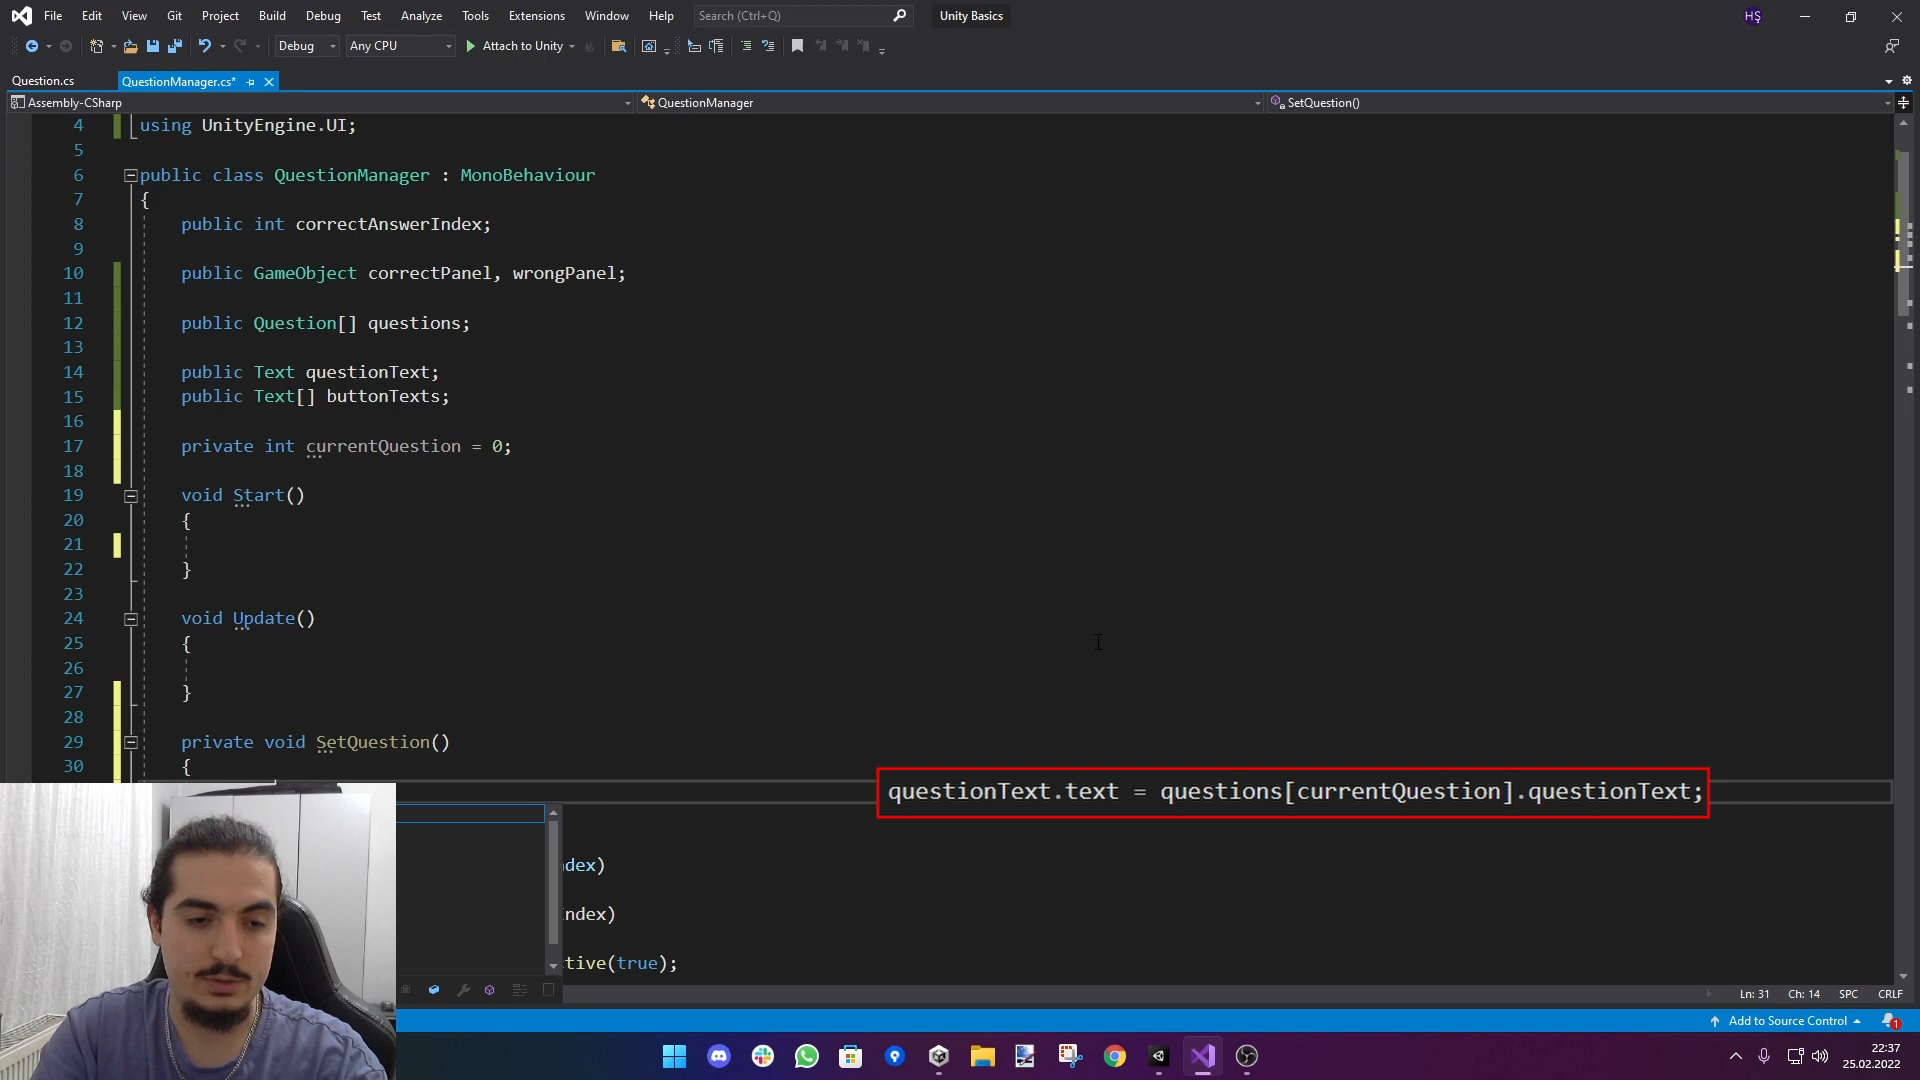 File Edit View Git Project Build Debug Test Analyze Tools Extensions Window Help Search (Ctrl+Q) Unity Basics HŞ
Debug Any CPU Attach to Unity
Question.cs QuestionManager.cs*
Assembly-CSharp QuestionManager SetQuestion()
4 using UnityEngine.UI;
5
6 public class QuestionManager : MonoBehaviour
7 {
8 public int correctAnswerIndex;
9
10 public GameObject correctPanel, wrongPanel;
11
12 public Question[] questions;
13
14 public Text questionText;
15 public Text[] buttonTexts;
16
17 private int currentQuestion = 0;
18
19 void Start()
20 {
21
22 }
23
24 void Update()
25 {
26
27 }
28
29 private void SetQuestion()
30 {
questionText.text = questions[currentQuestion].questionText;
dex)
ndex)
tive(true);
Ln: 31 Ch: 14 SPC CRLF
Add to Source Control 1
22:37
25.02.2022